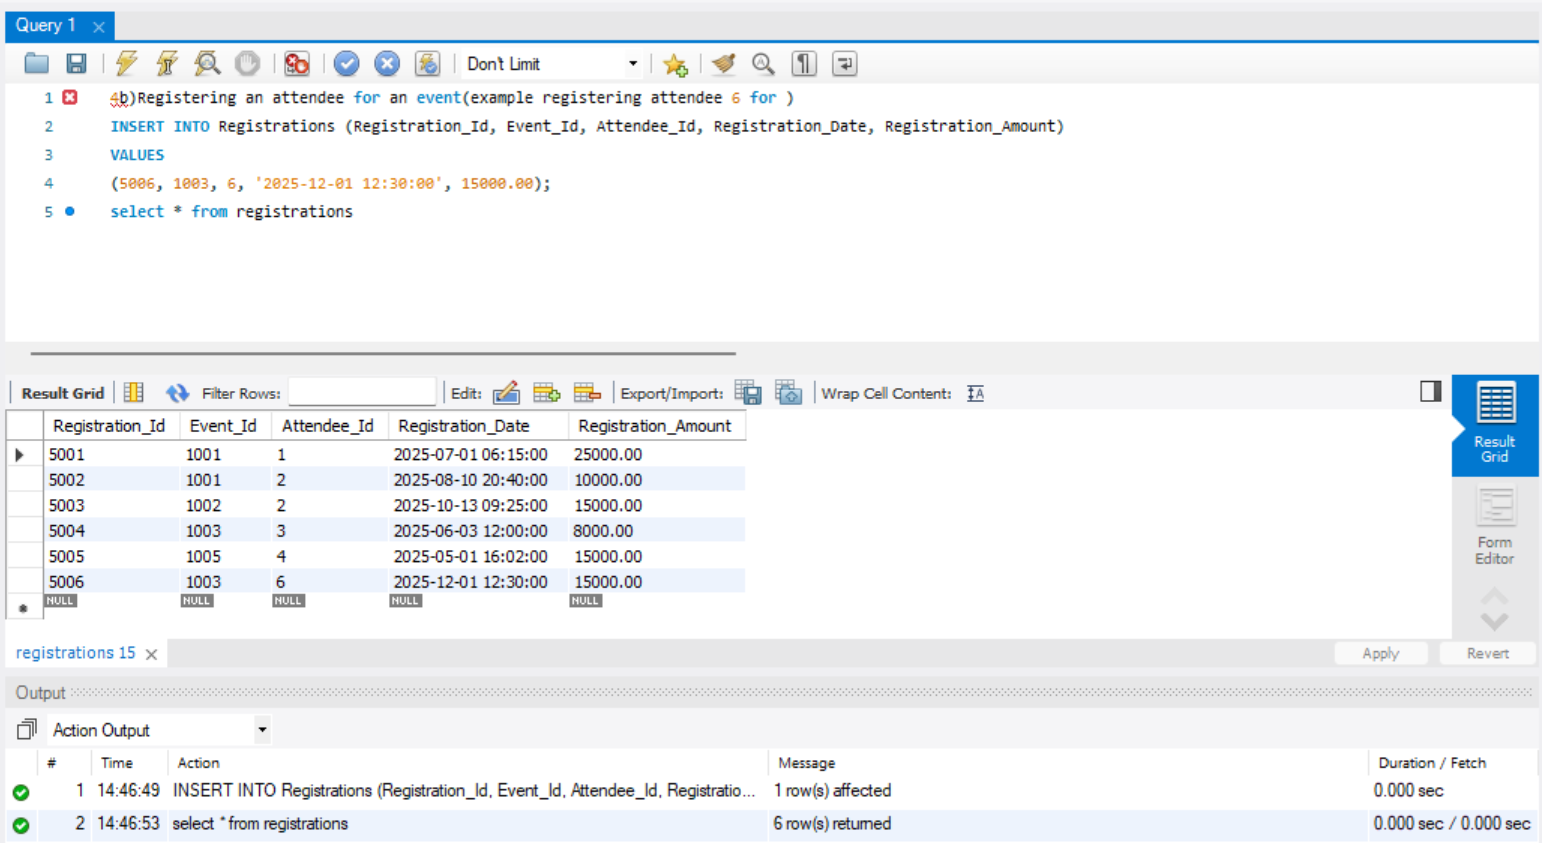 Query 1
Don't Limit
1 4b)Registering an attendee for an event(example registering attendee 6 for )
2 INSERT INTO Registrations (Registration_Id, Event_Id, Attendee_Id, Registration_Date, Registration_Amount)
3 VALUES
4 (5006, 1003, 6, '2025-12-01 12:30:00', 15000.00);
5 select * from registrations
Result Grid Filter Rows: Edit: Export/Import: Wrap Cell Content:
Registration_Id Event_Id Attendee_Id Registration_Date Registration_Amount
5001 1001 1 2025-07-01 06:15:00 25000.00
5002 1001 2 2025-08-10 20:40:00 10000.00
5003 1002 2 2025-10-13 09:25:00 15000.00
5004 1003 3 2025-06-03 12:00:00 8000.00
5005 1005 4 2025-05-01 16:02:00 15000.00
5006 1003 6 2025-12-01 12:30:00 15000.00
NULL NULL NULL NULL NULL
Result
Grid
Form
Editor
registrations 15
Apply Revert
Output
Action Output
# Time Action Message Duration / Fetch
1 14:46:49 INSERT INTO Registrations (Registration_Id, Event_Id, Attendee_Id, Registratio... 1 row(s) affected 0.000 sec
2 14:46:53 select * from registrations 6 row(s) returned 0.000 sec / 0.000 sec